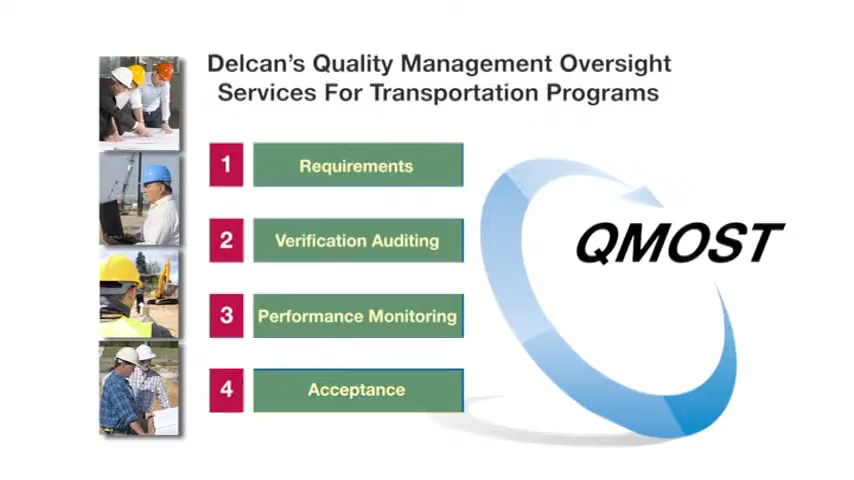 Delcan’s Quality Management Oversight
Services For Transportation Programs
1 Requirements
2 Verification Auditing
3 Performance Monitoring
4 Acceptance
QMOST